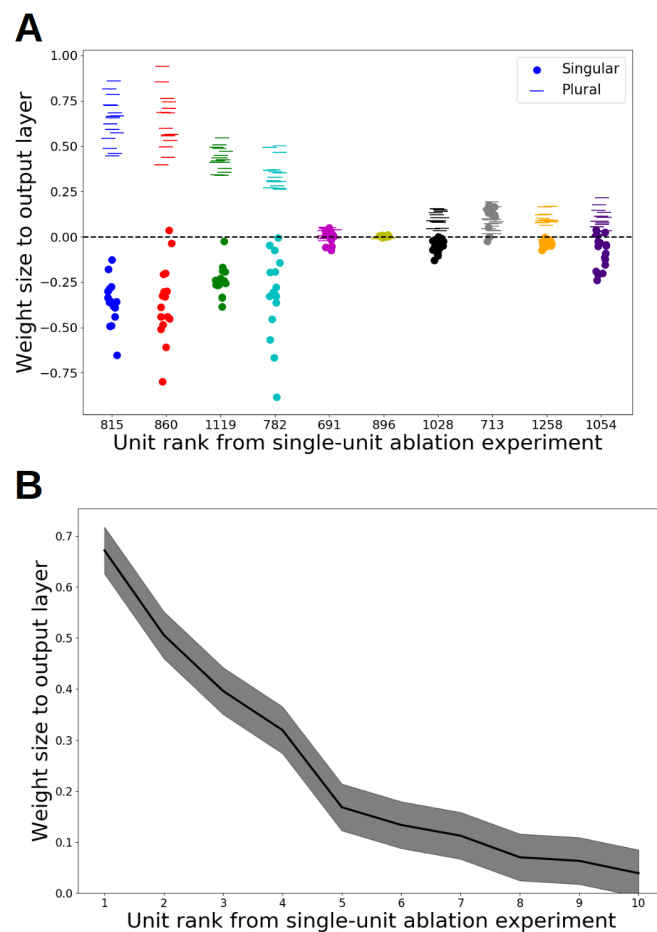 A
1.00
0.75
0.50
0.25
0.00
−0.25
−0.50
−0.75
Weight size to output layer
Singular
Plural
815 860 1119 782 691 896 1028 713 1258 1054
Unit rank from single-unit ablation experiment
B
0.7
0.6
0.5
0.4
0.3
0.2
0.1
0.0
Weight size to output layer
1 2 3 4 5 6 7 8 9 10
Unit rank from single-unit ablation experiment